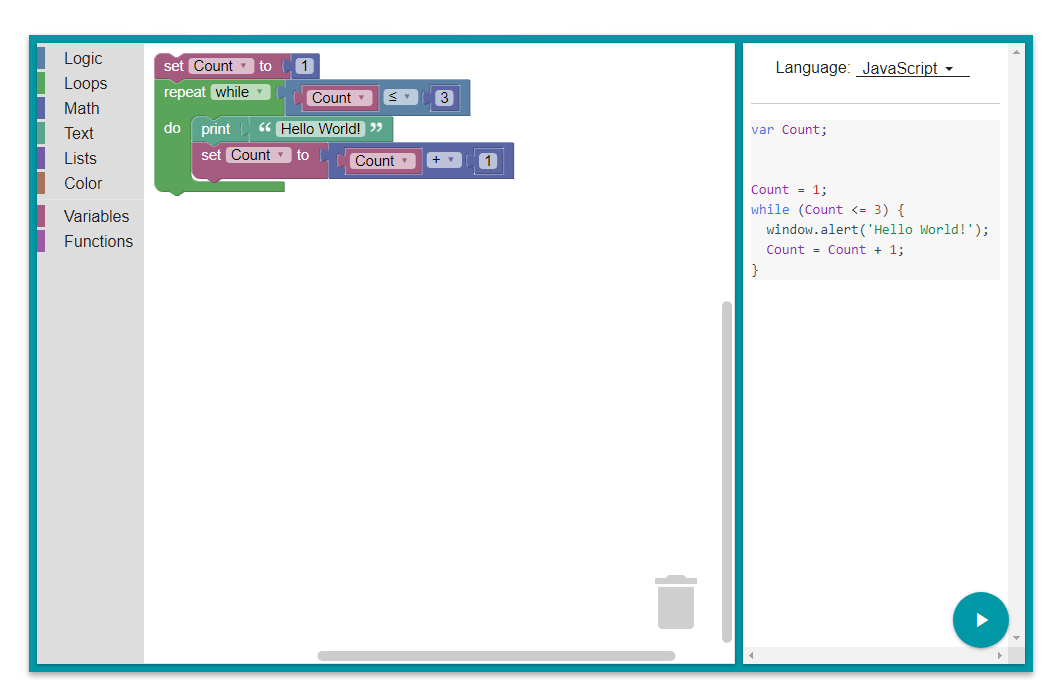 Logic
Loops
Math
Text
Lists
Color
Variables
Functions
set Count to 1
repeat while Count ≤ 3
do print “ Hello World! ”
set Count to Count + 1
Language: JavaScript
var Count;
Count = 1;
while (Count <= 3) {
  window.alert('Hello World!');
  Count = Count + 1;
}